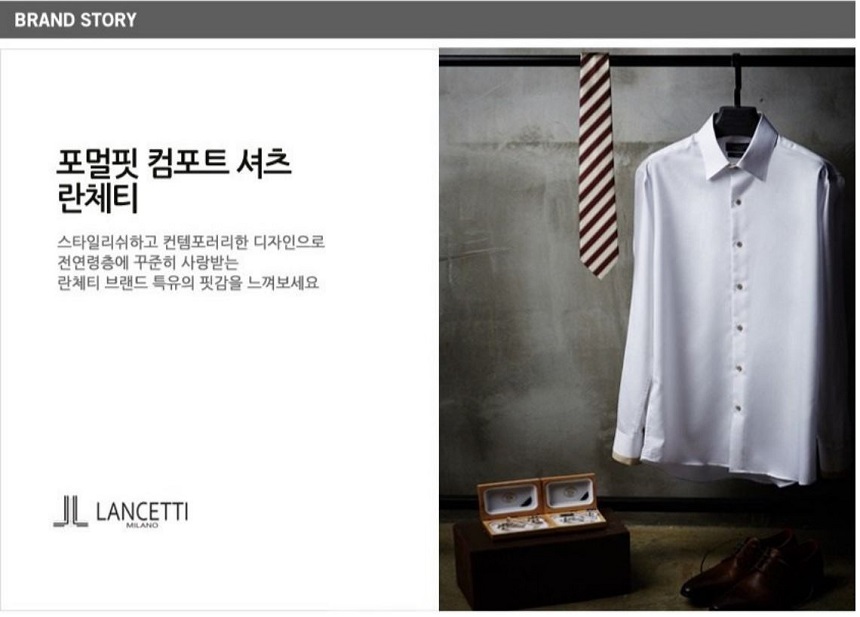 BRAND STORY
포멀핏 컴포트 셔츠
란체티
스타일리쉬하고 컨템포러리한 디자인으로
전연령층에 꾸준히 사랑받는
란체티 브랜드 특유의 핏감을 느껴보세요
LANCETTI
MILANO